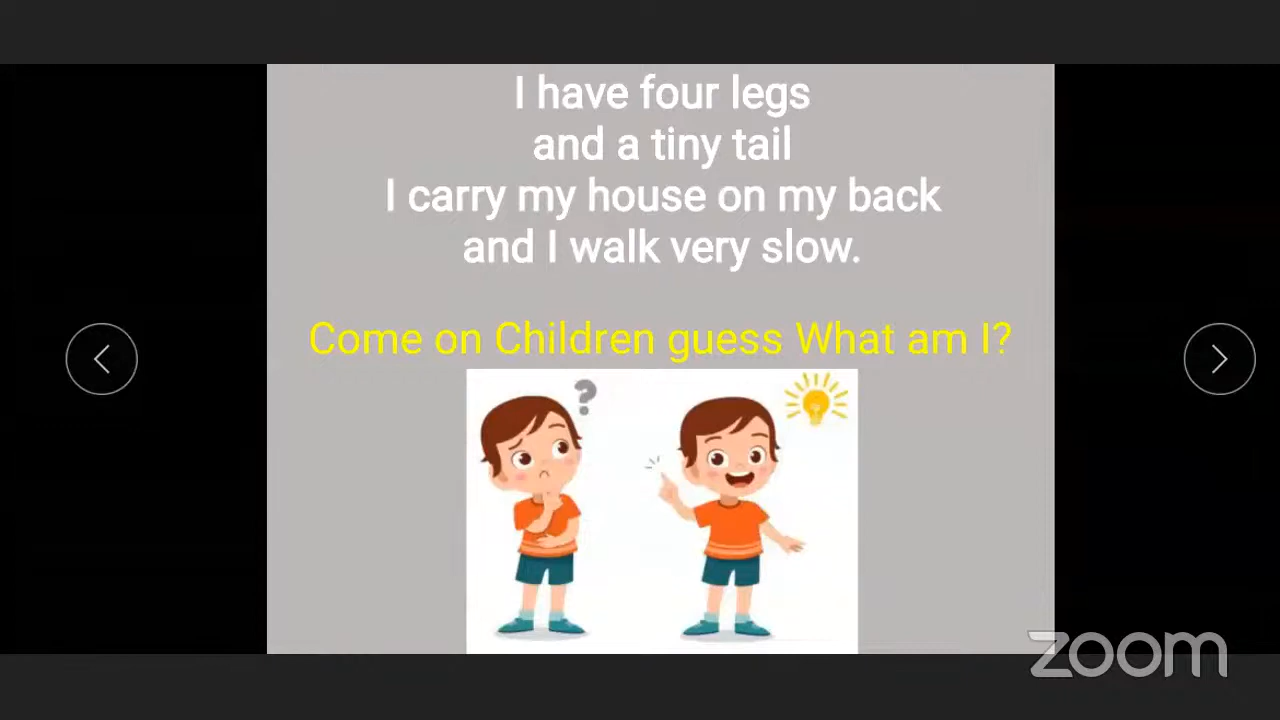 I have four legs
and a tiny tail
I carry my house on my back
and I walk very slow.
Come on Children guess What am I?
?
zoom